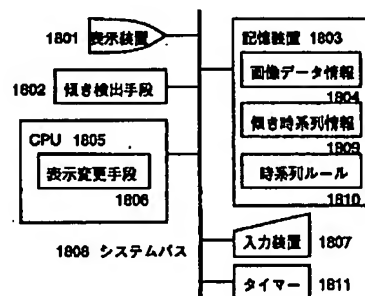 1801 表示装置
1802 傾き検出手段
CPU 1805
表示変更手段
1806
1808 システムバス
記憶装置 1803
画像データ情報
1804
傾き時系列情報
1809
時系列ルール
1810
入力装置 1807
タイマー 1811